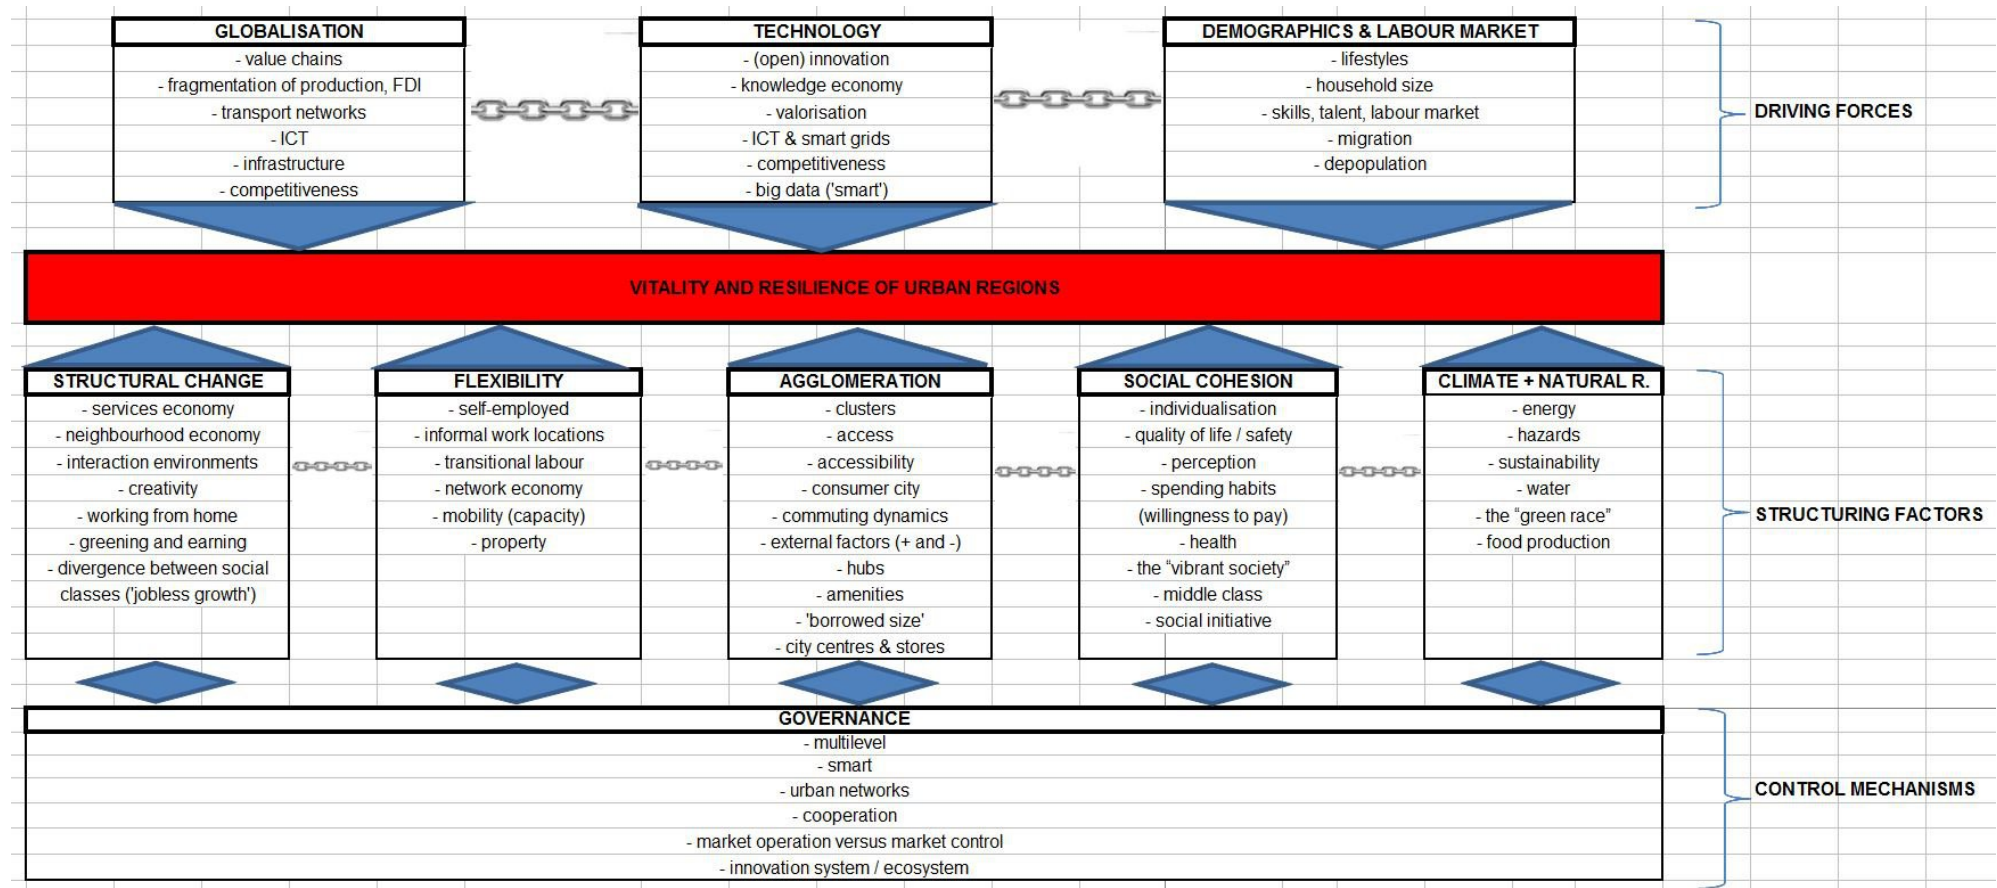 GLOBALISATION
- value chains
- fragmentation of production, FDI
- transport networks
- ICT
- infrastructure
- competitiveness
TECHNOLOGY
- (open) innovation
- knowledge economy
- valorisation
- ICT & smart grids
- competitiveness
- big data ('smart')
DEMOGRAPHICS & LABOUR MARKET
- lifestyles
- household size
- skills, talent, labour market
- migration
- depopulation
DRIVING FORCES
VITALITY AND RESILIENCE OF URBAN REGIONS
STRUCTURAL CHANGE
- services economy
- neighbourhood economy
- interaction environments
- creativity
- working from home
- greening and earning
- divergence between social
classes ('jobless growth')
FLEXIBILITY
- self-employed
- informal work locations
- transitional labour
- network economy
- mobility (capacity)
- property
AGGLOMERATION
- clusters
- access
- accessibility
- consumer city
- commuting dynamics
- external factors (+ and -)
- hubs
- amenities
- 'borrowed size'
- city centres & stores
SOCIAL COHESION
- individualisation
- quality of life / safety
- perception
- spending habits
(willingness to pay)
- health
- the “vibrant society”
- middle class
- social initiative
CLIMATE + NATURAL R.
- energy
- hazards
- sustainability
- water
- the “green race”
- food production
STRUCTURING FACTORS
GOVERNANCE
- multilevel
- smart
- urban networks
- cooperation
- market operation versus market control
- innovation system / ecosystem
CONTROL MECHANISMS